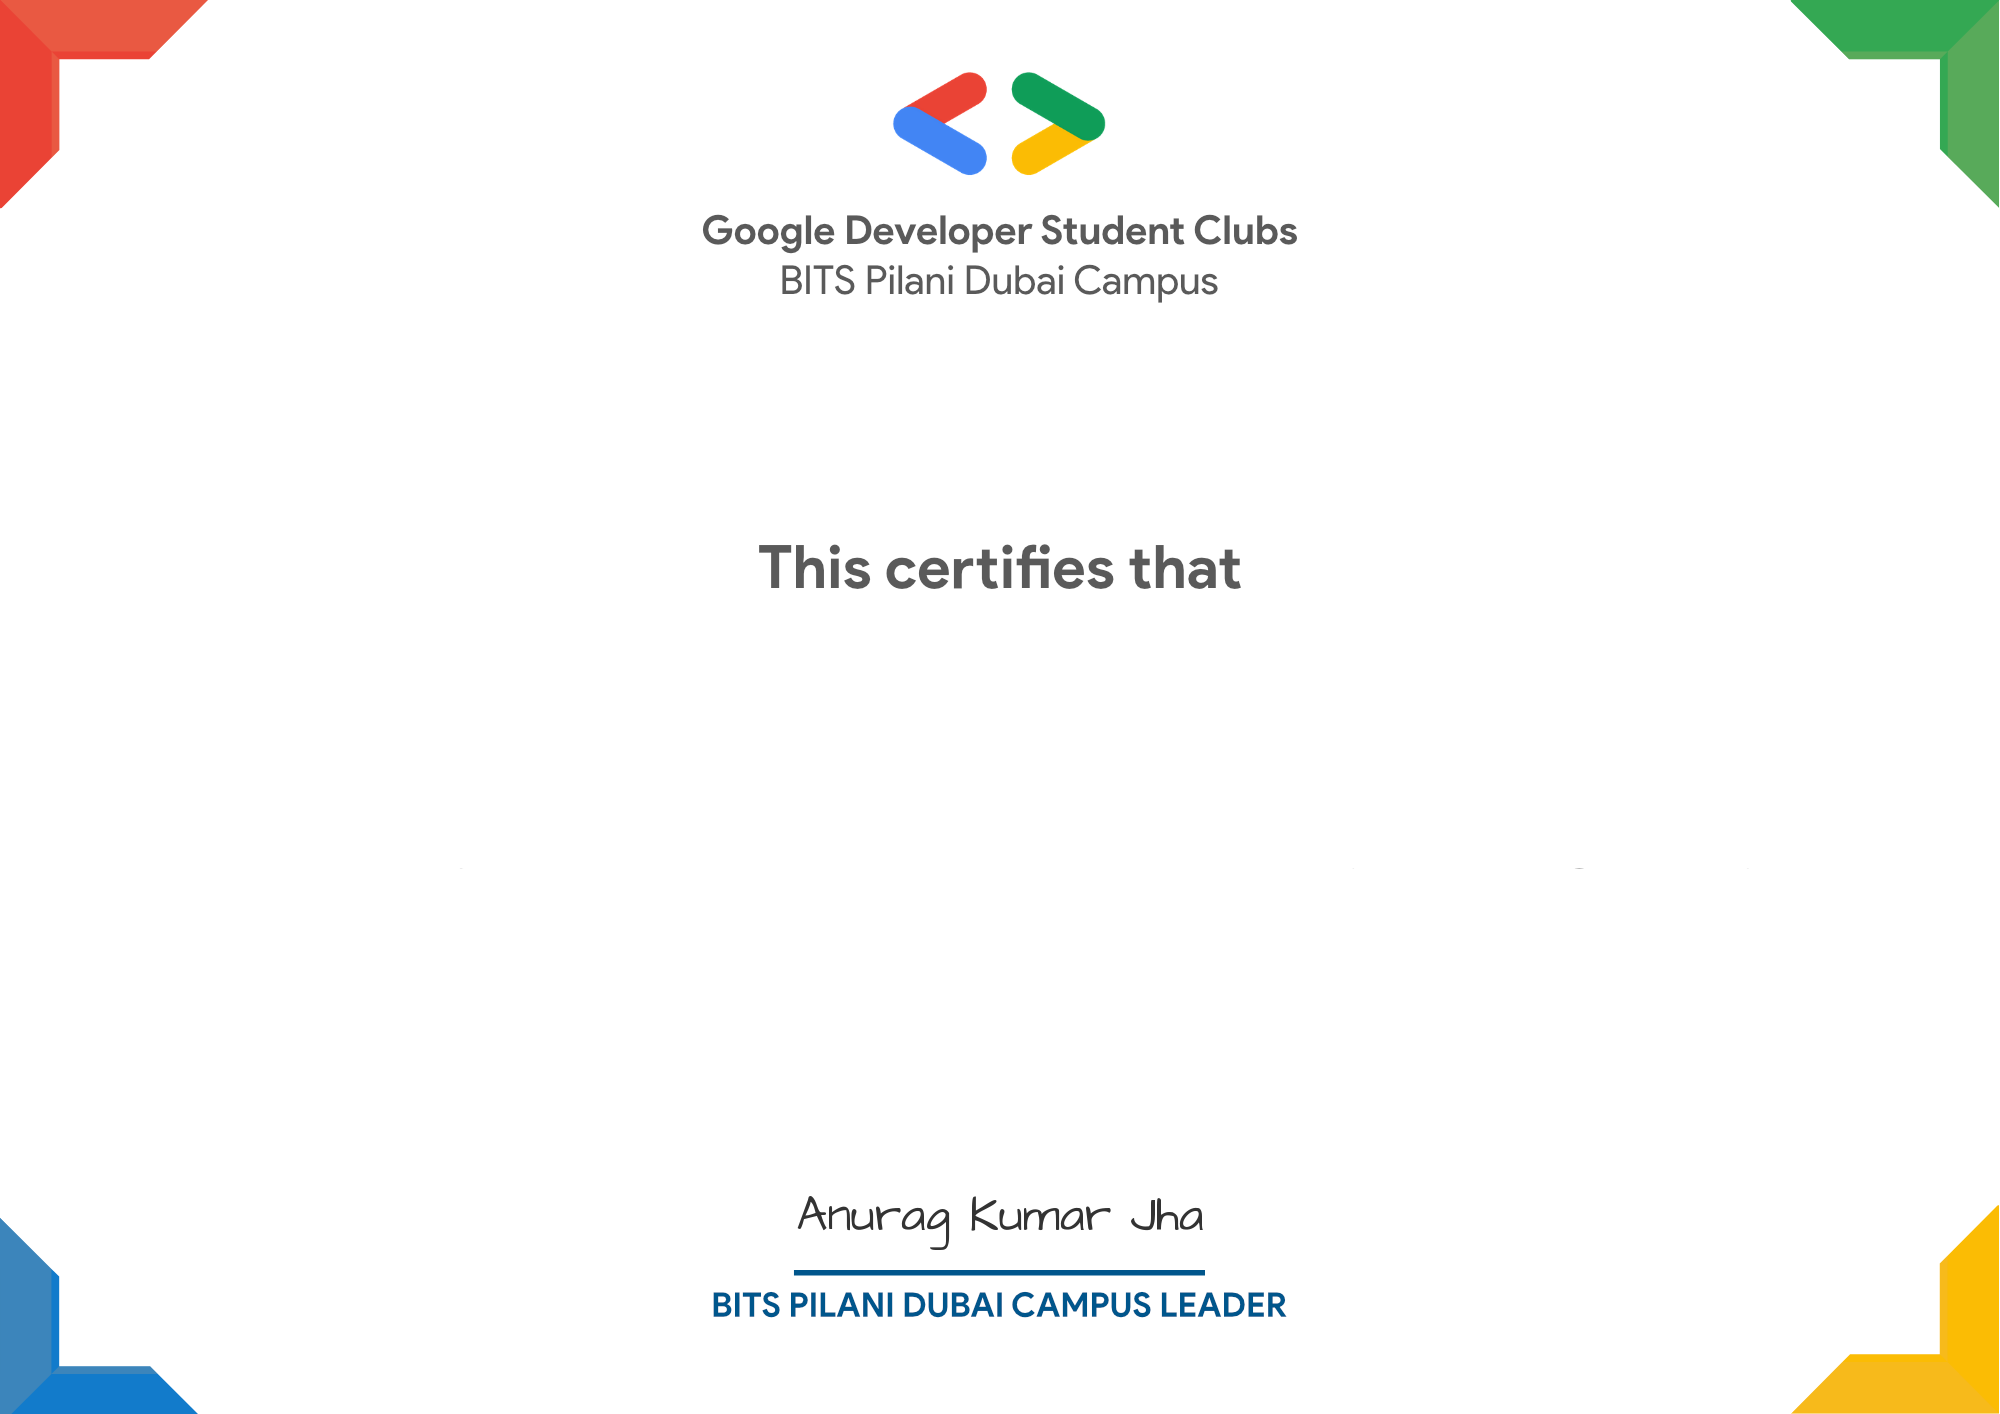 Google Developer Student Clubs
BITS Pilani Dubai Campus
This certifies that
Anurag Kumar Jha
BITS PILANI DUBAI CAMPUS LEADER